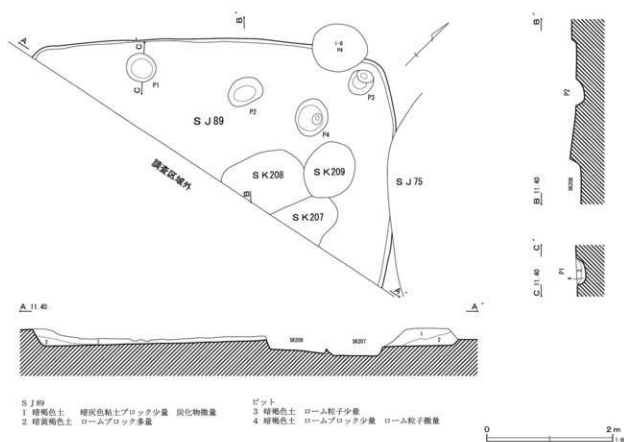 B
B´
A
C´
C
P1
P2
P3
P4
SJ89
調査区域外
SK208
SK209
SK207
B
SJ75
A´
B´
P2
SK208
B 11.40
C´
P1
C 11.40
A 11.40
A´
SK208
SK207
1
2
SJ89
1 暗褐色土 暗灰色粘土ブロック少量 炭化物微量
2 暗黄褐色土 ロームブロック多量
ピット
3 暗褐色土 ローム粒子少量
4 暗褐色土 ロームブロック少量 ローム粒子微量
0 2m